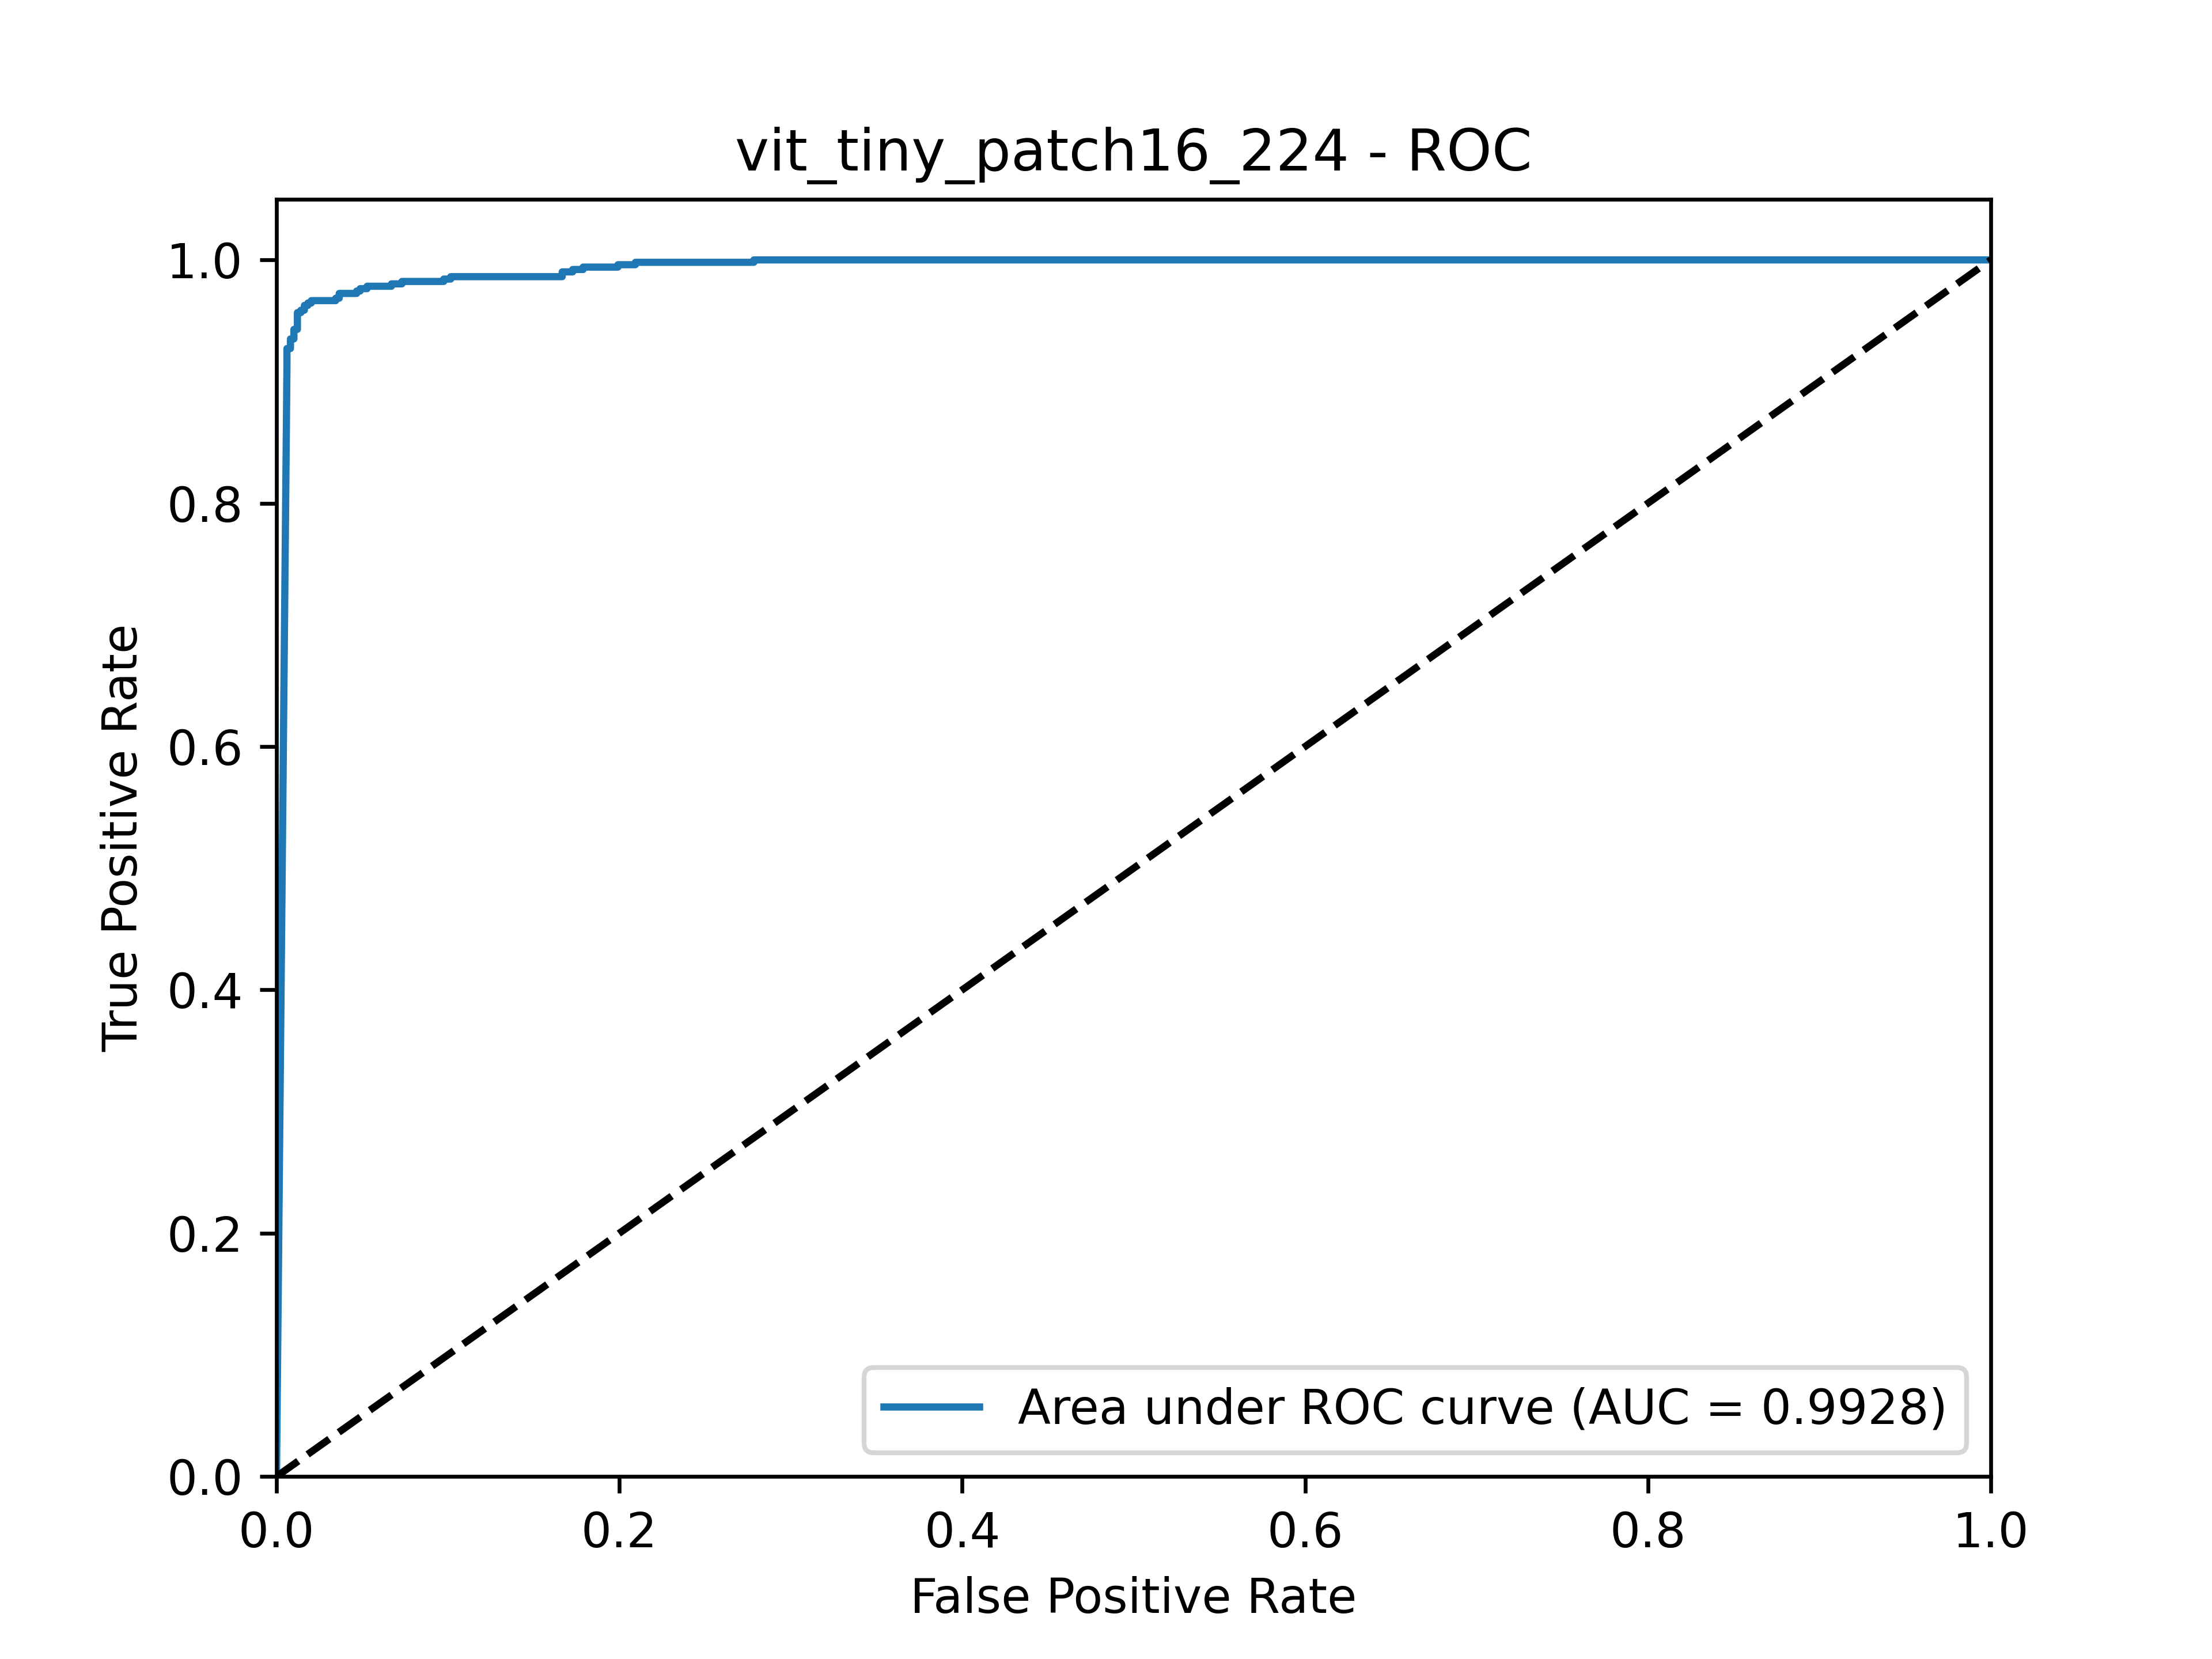 vit_tiny_patch16_224 - ROC
1.0
0.8
0.6
0.4
0.2
0.0
True Positive Rate
Area under ROC curve (AUC = 0.9928)
0.0 0.2 0.4 0.6 0.8 1.0
False Positive Rate